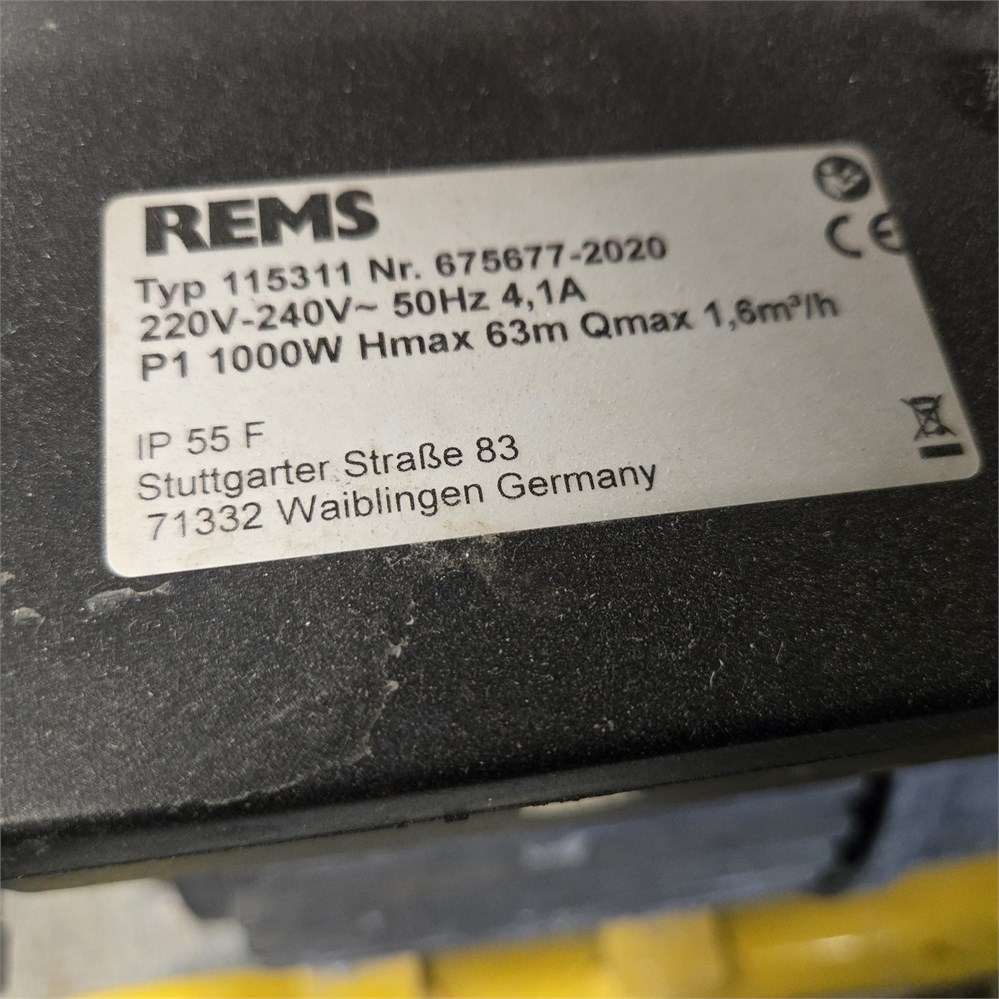 REMS
Typ 115311 Nr. 675677-2020
220V-240V~ 50Hz 4,1A
P1 1000W Hmax 63m Qmax 1,6m³/h
CE
IP 55 F
Stuttgarter Straße 83
71332 Waiblingen Germany